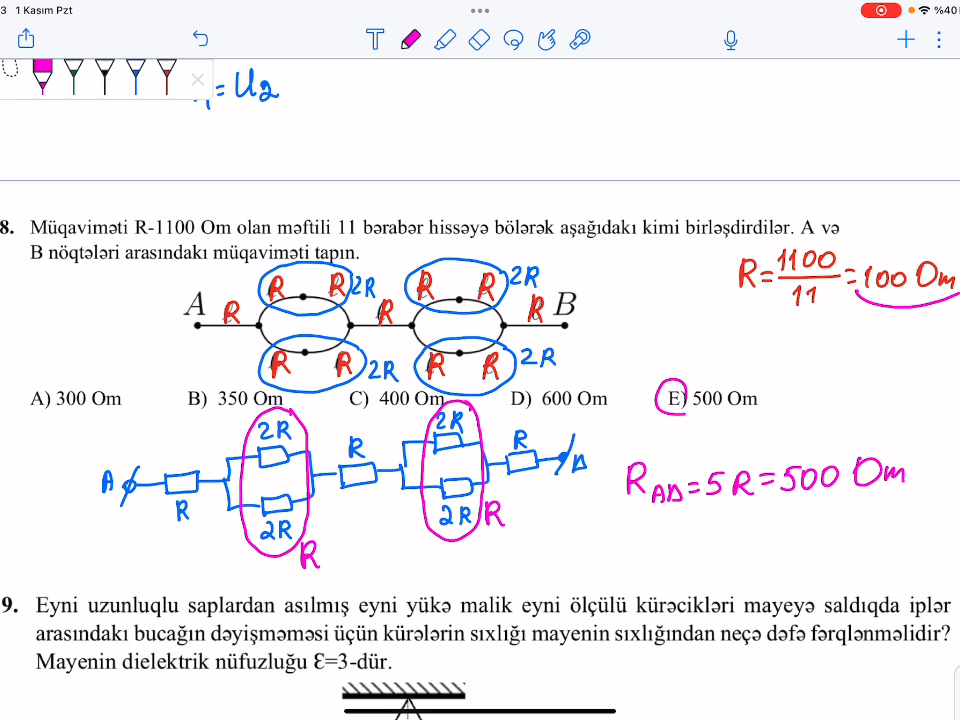 3 1 Kasım Pzt
%40
= U2
8. Müqaviməti R-1100 Om olan məftili 11 bərabər hissəyə bölərək aşağıdakı kimi birləşdirdilər. A və
B nöqtələri arasındakı müqaviməti tapın.
R=1100/11=100 Om
R R 2R R R 2R
A R R R B
R R 2R R R 2R
A) 300 Om B) 350 Om C) 400 Om D) 600 Om E) 500 Om
2R R 2R R
A R
2R R 2R R
R AB=5R=500 Om
9. Eyni uzunluqlu saplardan asılmış eyni yükə malik eyni ölçülü kürəcikləri mayeyə saldıqda iplər
arasındakı bucağın dəyişməməsi üçün kürələrin sıxlığı mayenin sıxlığından neçə dəfə fərqlənməlidir?
Mayenin dielektrik nüfuzluğu Ɛ=3-dür.